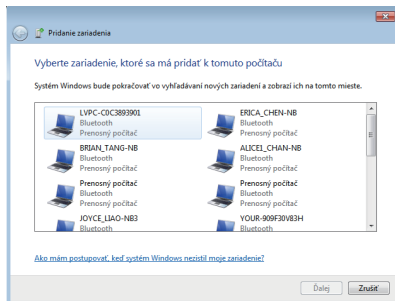 Pridanie zariadenia
Vyberte zariadenie, ktoré sa má pridať k tomuto počítaču
Systém Windows bude pokračovať vo vyhľadávaní nových zariadení a zobrazí ich na tomto mieste.
LVPC-C0C3893901
Bluetooth
Prenosný počítač
ERICA_CHEN-NB
Bluetooth
Prenosný počítač
BRIAN_TANG-NB
Bluetooth
Prenosný počítač
ALICE1_CHAN-NB
Bluetooth
Prenosný počítač
Prenosný počítač
Bluetooth
Prenosný počítač
Prenosný počítač
Bluetooth
Prenosný počítač
JOYCE_LIAO-NB3
Bluetooth
YOUR-909F30V83H
Bluetooth
Ako mám postupovať, keď systém Windows nezistil moje zariadenie?
Ďalej
Zrušiť